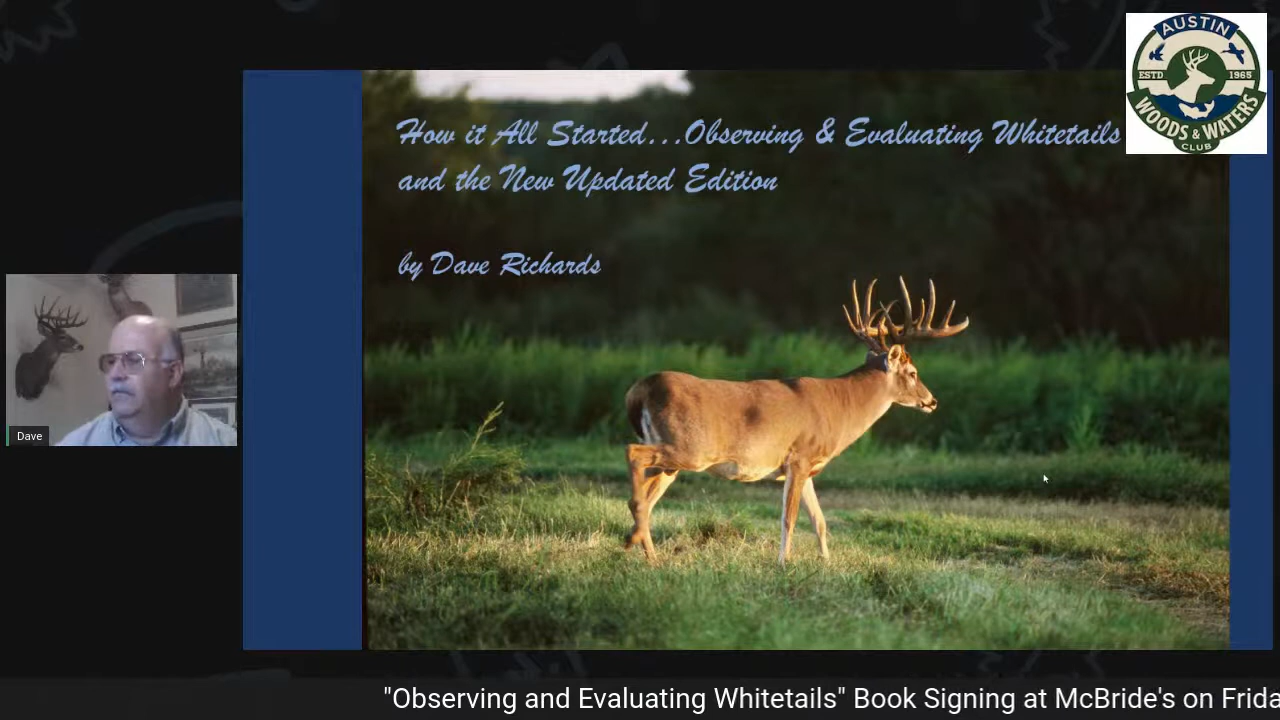 AUSTIN
ESTD 1965
WOODS & WATERS
CLUB
How it All Started...Observing & Evaluating Whitetails
and the New Updated Edition
by Dave Richards
Dave
"Observing and Evaluating Whitetails" Book Signing at McBride's on Frida